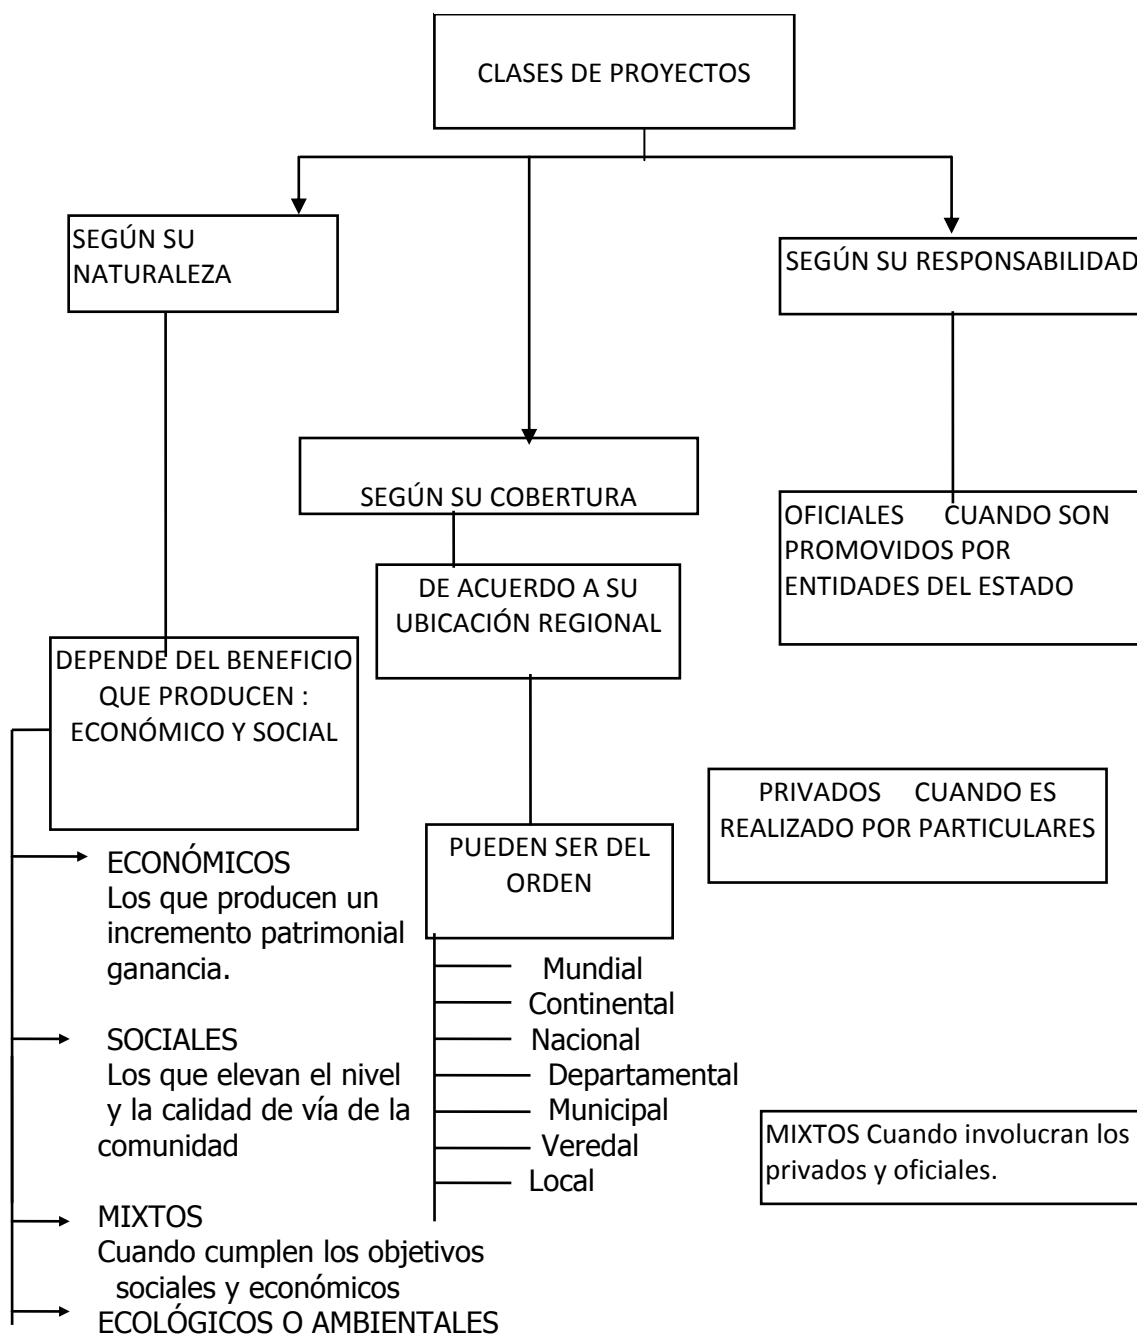 CLASES DE PROYECTOS
SEGÚN SU
NATURALEZA
DEPENDE DEL BENEFICIO
QUE PRODUCEN :
ECONÓMICO Y SOCIAL
ECONÓMICOS
Los que producen un
incremento patrimonial
ganancia.
SOCIALES
Los que elevan el nivel
y la calidad de vía de la
comunidad
MIXTOS
Cuando cumplen los objetivos
sociales y económicos
ECOLÓGICOS O AMBIENTALES
SEGÚN SU COBERTURA
DE ACUERDO A SU
UBICACIÓN REGIONAL
PUEDEN SER DEL
ORDEN
Mundial
Continental
Nacional
Departamental
Municipal
Veredal
Local
SEGÚN SU RESPONSABILIDAD
OFICIALES CUANDO SON
PROMOVIDOS POR
ENTIDADES DEL ESTADO
PRIVADOS CUANDO ES
REALIZADO POR PARTICULARES
MIXTOS Cuando involucran los
privados y oficiales.